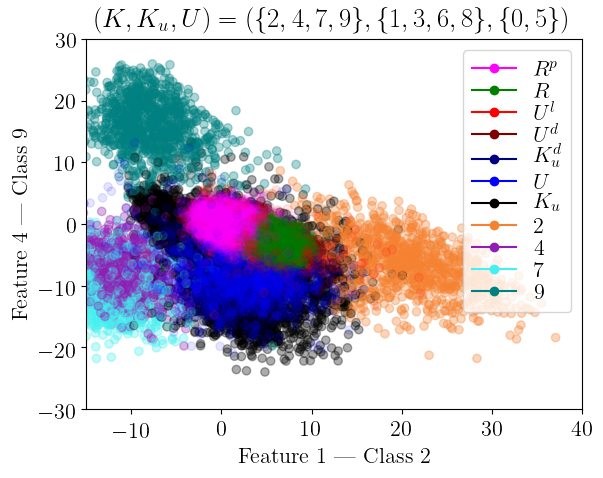 (K, K_u, U) = ({2, 4, 7, 9}, {1, 3, 6, 8}, {0, 5})
30
20
10
0
−10
−20
−30
Feature 4 — Class 9
R^p
R
U^l
U^d
K_u^d
U
K_u
2
4
7
9
−10
0
10
20
30
40
Feature 1 — Class 2